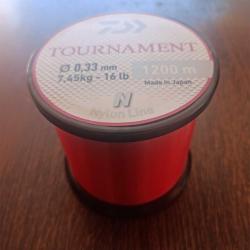 TOURNAMENT
Ø 0,33 mm
1200 m
7,45kg - 16 lb
Made in Japan
N
Nylon Line